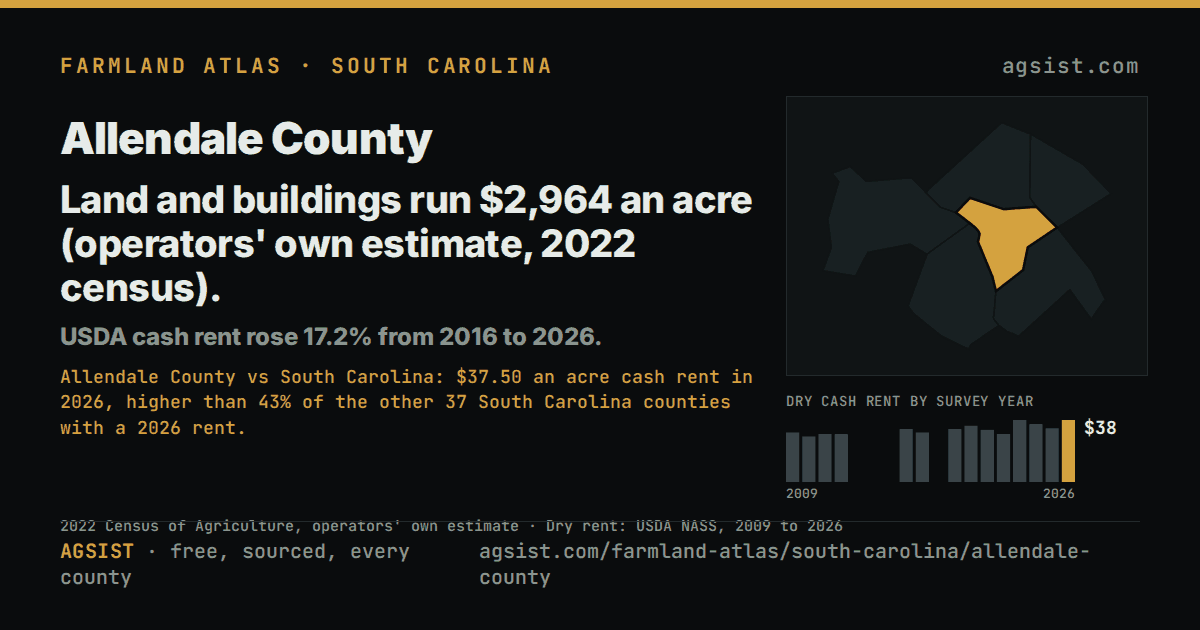 FARMLAND ATLAS · SOUTH CAROLINA
agsist.com
Allendale County
Land and buildings run $2,964 an acre
(operators' own estimate, 2022
census).
USDA cash rent rose 17.2% from 2016 to 2026.
Allendale County vs South Carolina: $37.50 an acre cash rent in
2026, higher than 43% of the other 37 South Carolina counties
with a 2026 rent.
DRY CASH RENT BY SURVEY YEAR
$38
2009
2026
2022 Census of Agriculture, operators' own estimate · Dry rent: USDA NASS, 2009 to 2026
AGSIST · free, sourced, every
county
agsist.com/farmland-atlas/south-carolina/allendale-
county